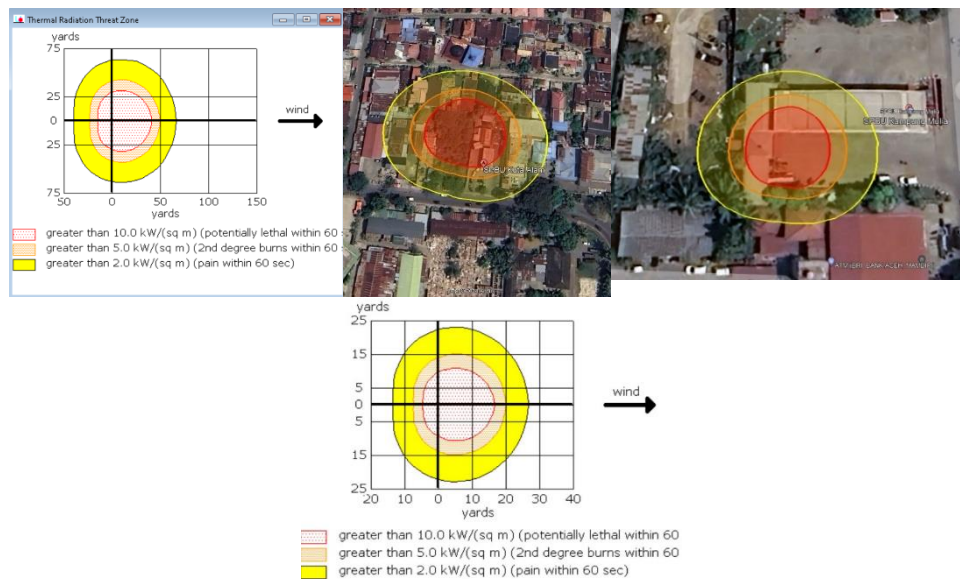 Thermal Radiation Threat Zone
yards
75
25
0
25
75
50 0 50 100 150
yards
wind
greater than 10.0 kW/(sq m) (potentially lethal within 60
greater than 5.0 kW/(sq m) (2nd degree burns within 60
greater than 2.0 kW/(sq m) (pain within 60 sec)
SPBU
SPBU Kampong Mulia
yards
25
15
5
0
5
15
25
20 10 0 10 20 30 40
yards
wind
greater than 10.0 kW/(sq m) (potentially lethal within 60
greater than 5.0 kW/(sq m) (2nd degree burns within 60
greater than 2.0 kW/(sq m) (pain within 60 sec)